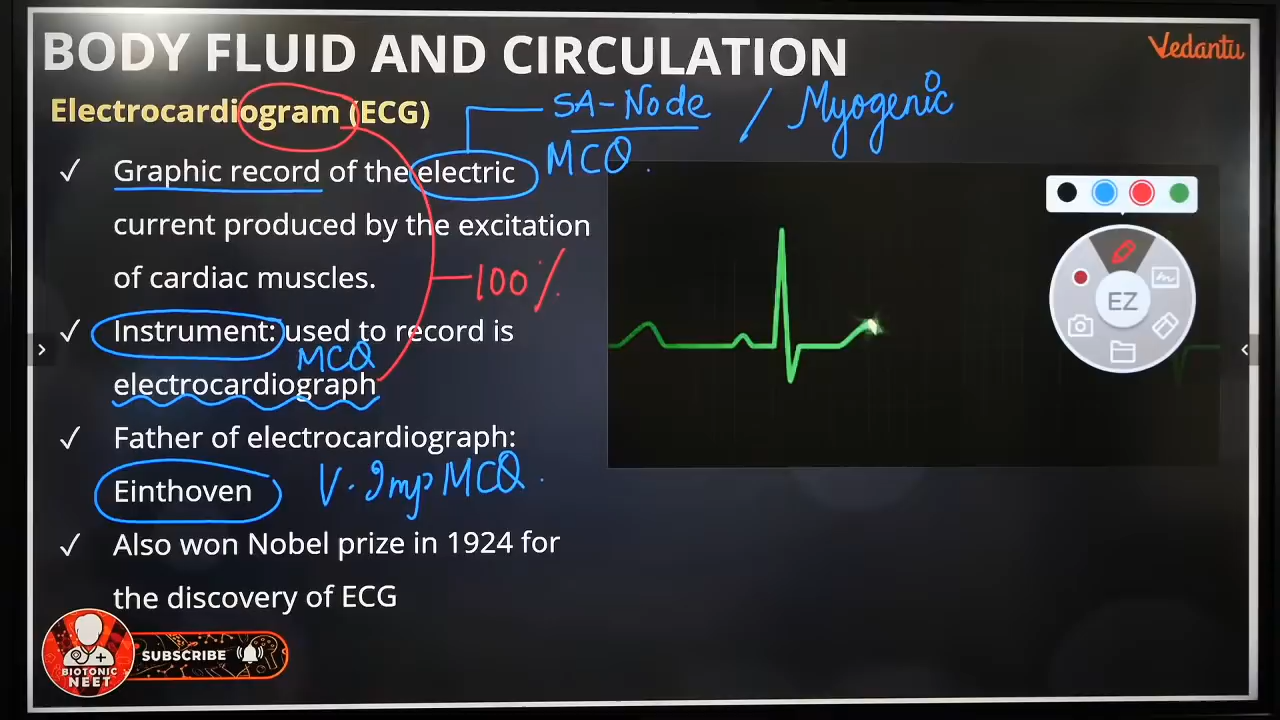 BODY FLUID AND CIRCULATION
Vedantu
Electrocardiogram (ECG)
SA-Node / Myogenic
MCQ.
✓ Graphic record of the electric
current produced by the excitation
of cardiac muscles.
100%
✓ Instrument: used to record is
MCQ
electrocardiograph
✓ Father of electrocardiograph:
Einthoven
V. Imp MCQ.
✓ Also won Nobel prize in 1924 for
the discovery of ECG
EZ
BIOTONIC
NEET
SUBSCRIBE